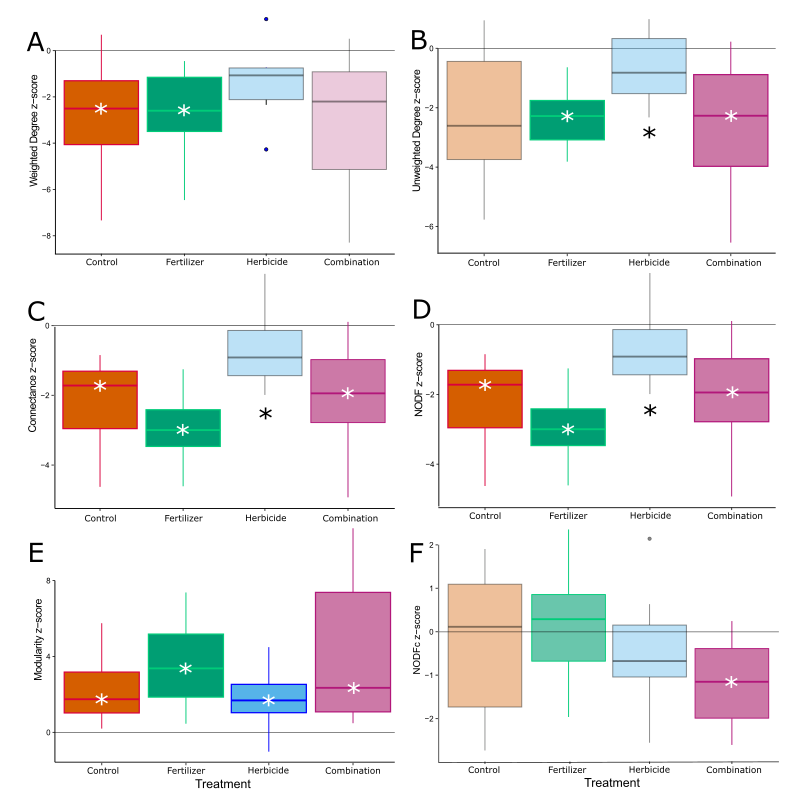 A
Weighted Degree z−score
0
−2
−4
−6
−8
Control Fertilizer Herbicide Combination
B
Unweighted Degree z−score
0
−2
−4
−6
Control Fertilizer Herbicide Combination
C
Connectance z−score
0
−2
−4
Control Fertilizer Herbicide Combination
D
NODF z−score
0
−2
−4
Control Fertilizer Herbicide Combination
E
Modularity z−score
8
4
0
Control Fertilizer Herbicide Combination
Treatment
F
NODFc z−score
2
1
0
−1
−2
Control Fertilizer Herbicide Combination
Treatment